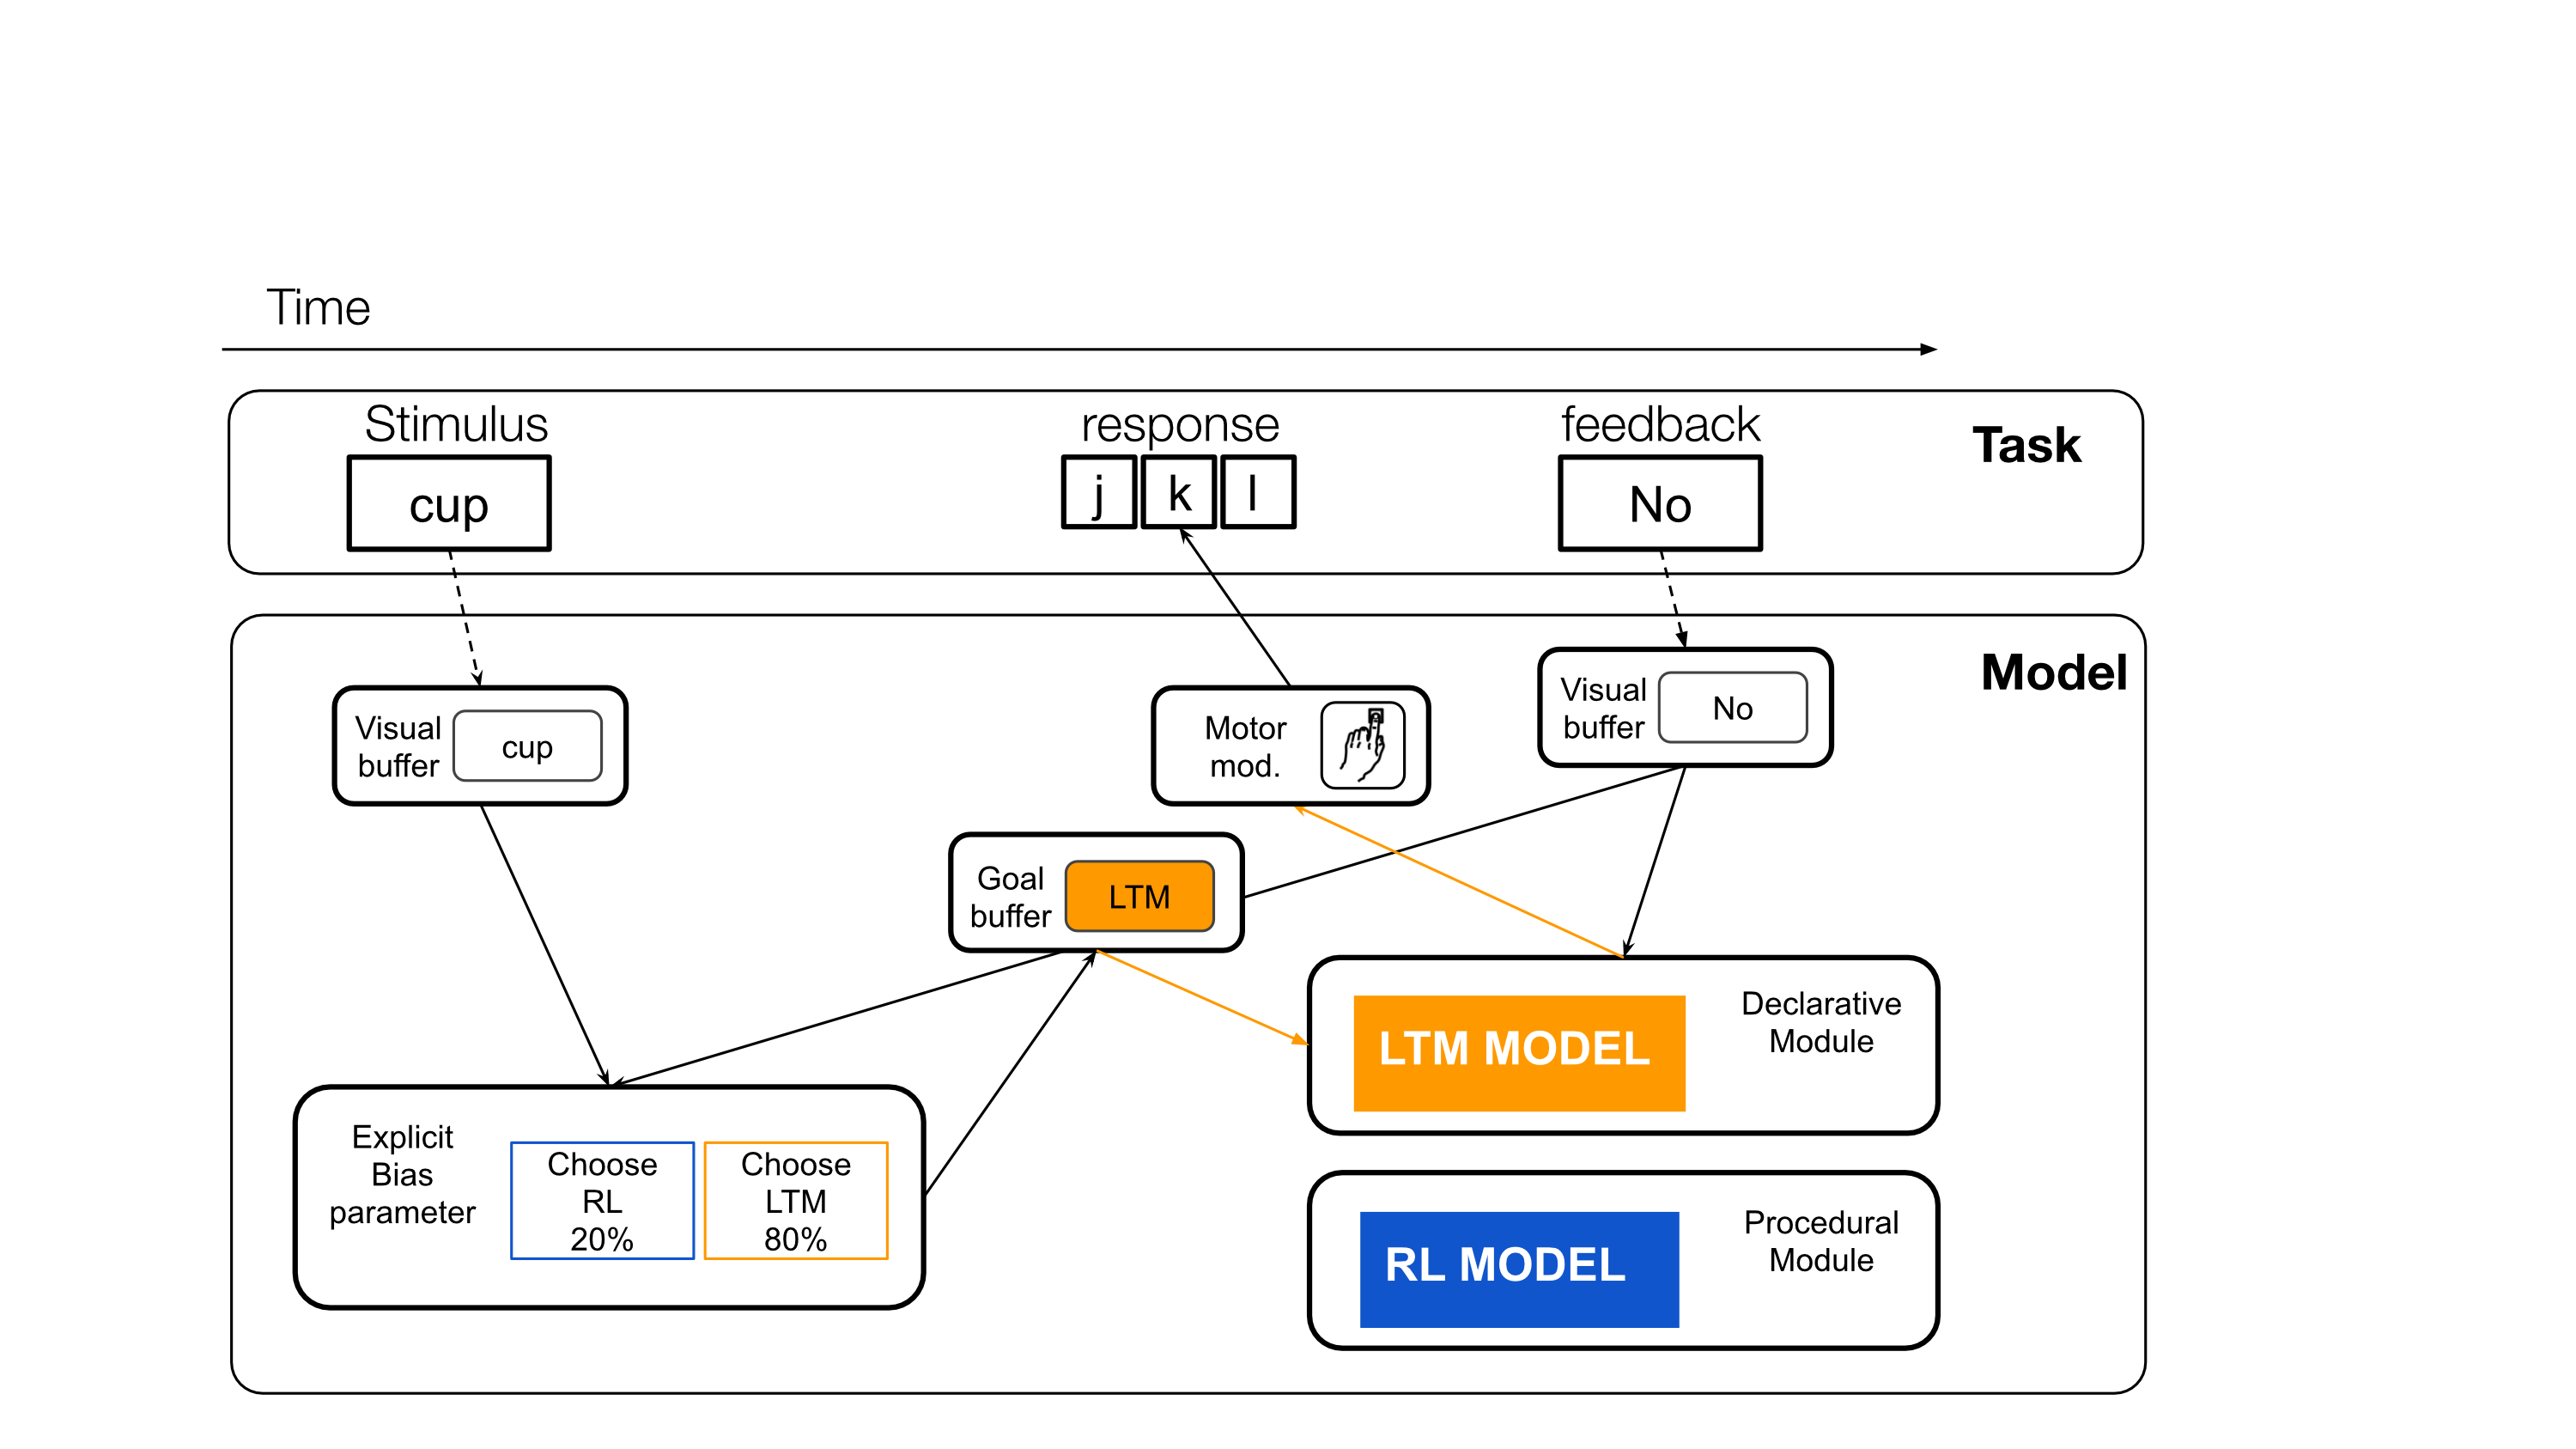 Time
Stimulus
cup
response
j k l
feedback
No
Task
Model
Visual
buffer
cup
Motor
mod.
Visual
buffer
No
Goal
buffer
LTM
Explicit
Bias
parameter
Choose
RL
20%
Choose
LTM
80%
LTM MODEL
Declarative
Module
RL MODEL
Procedural
Module